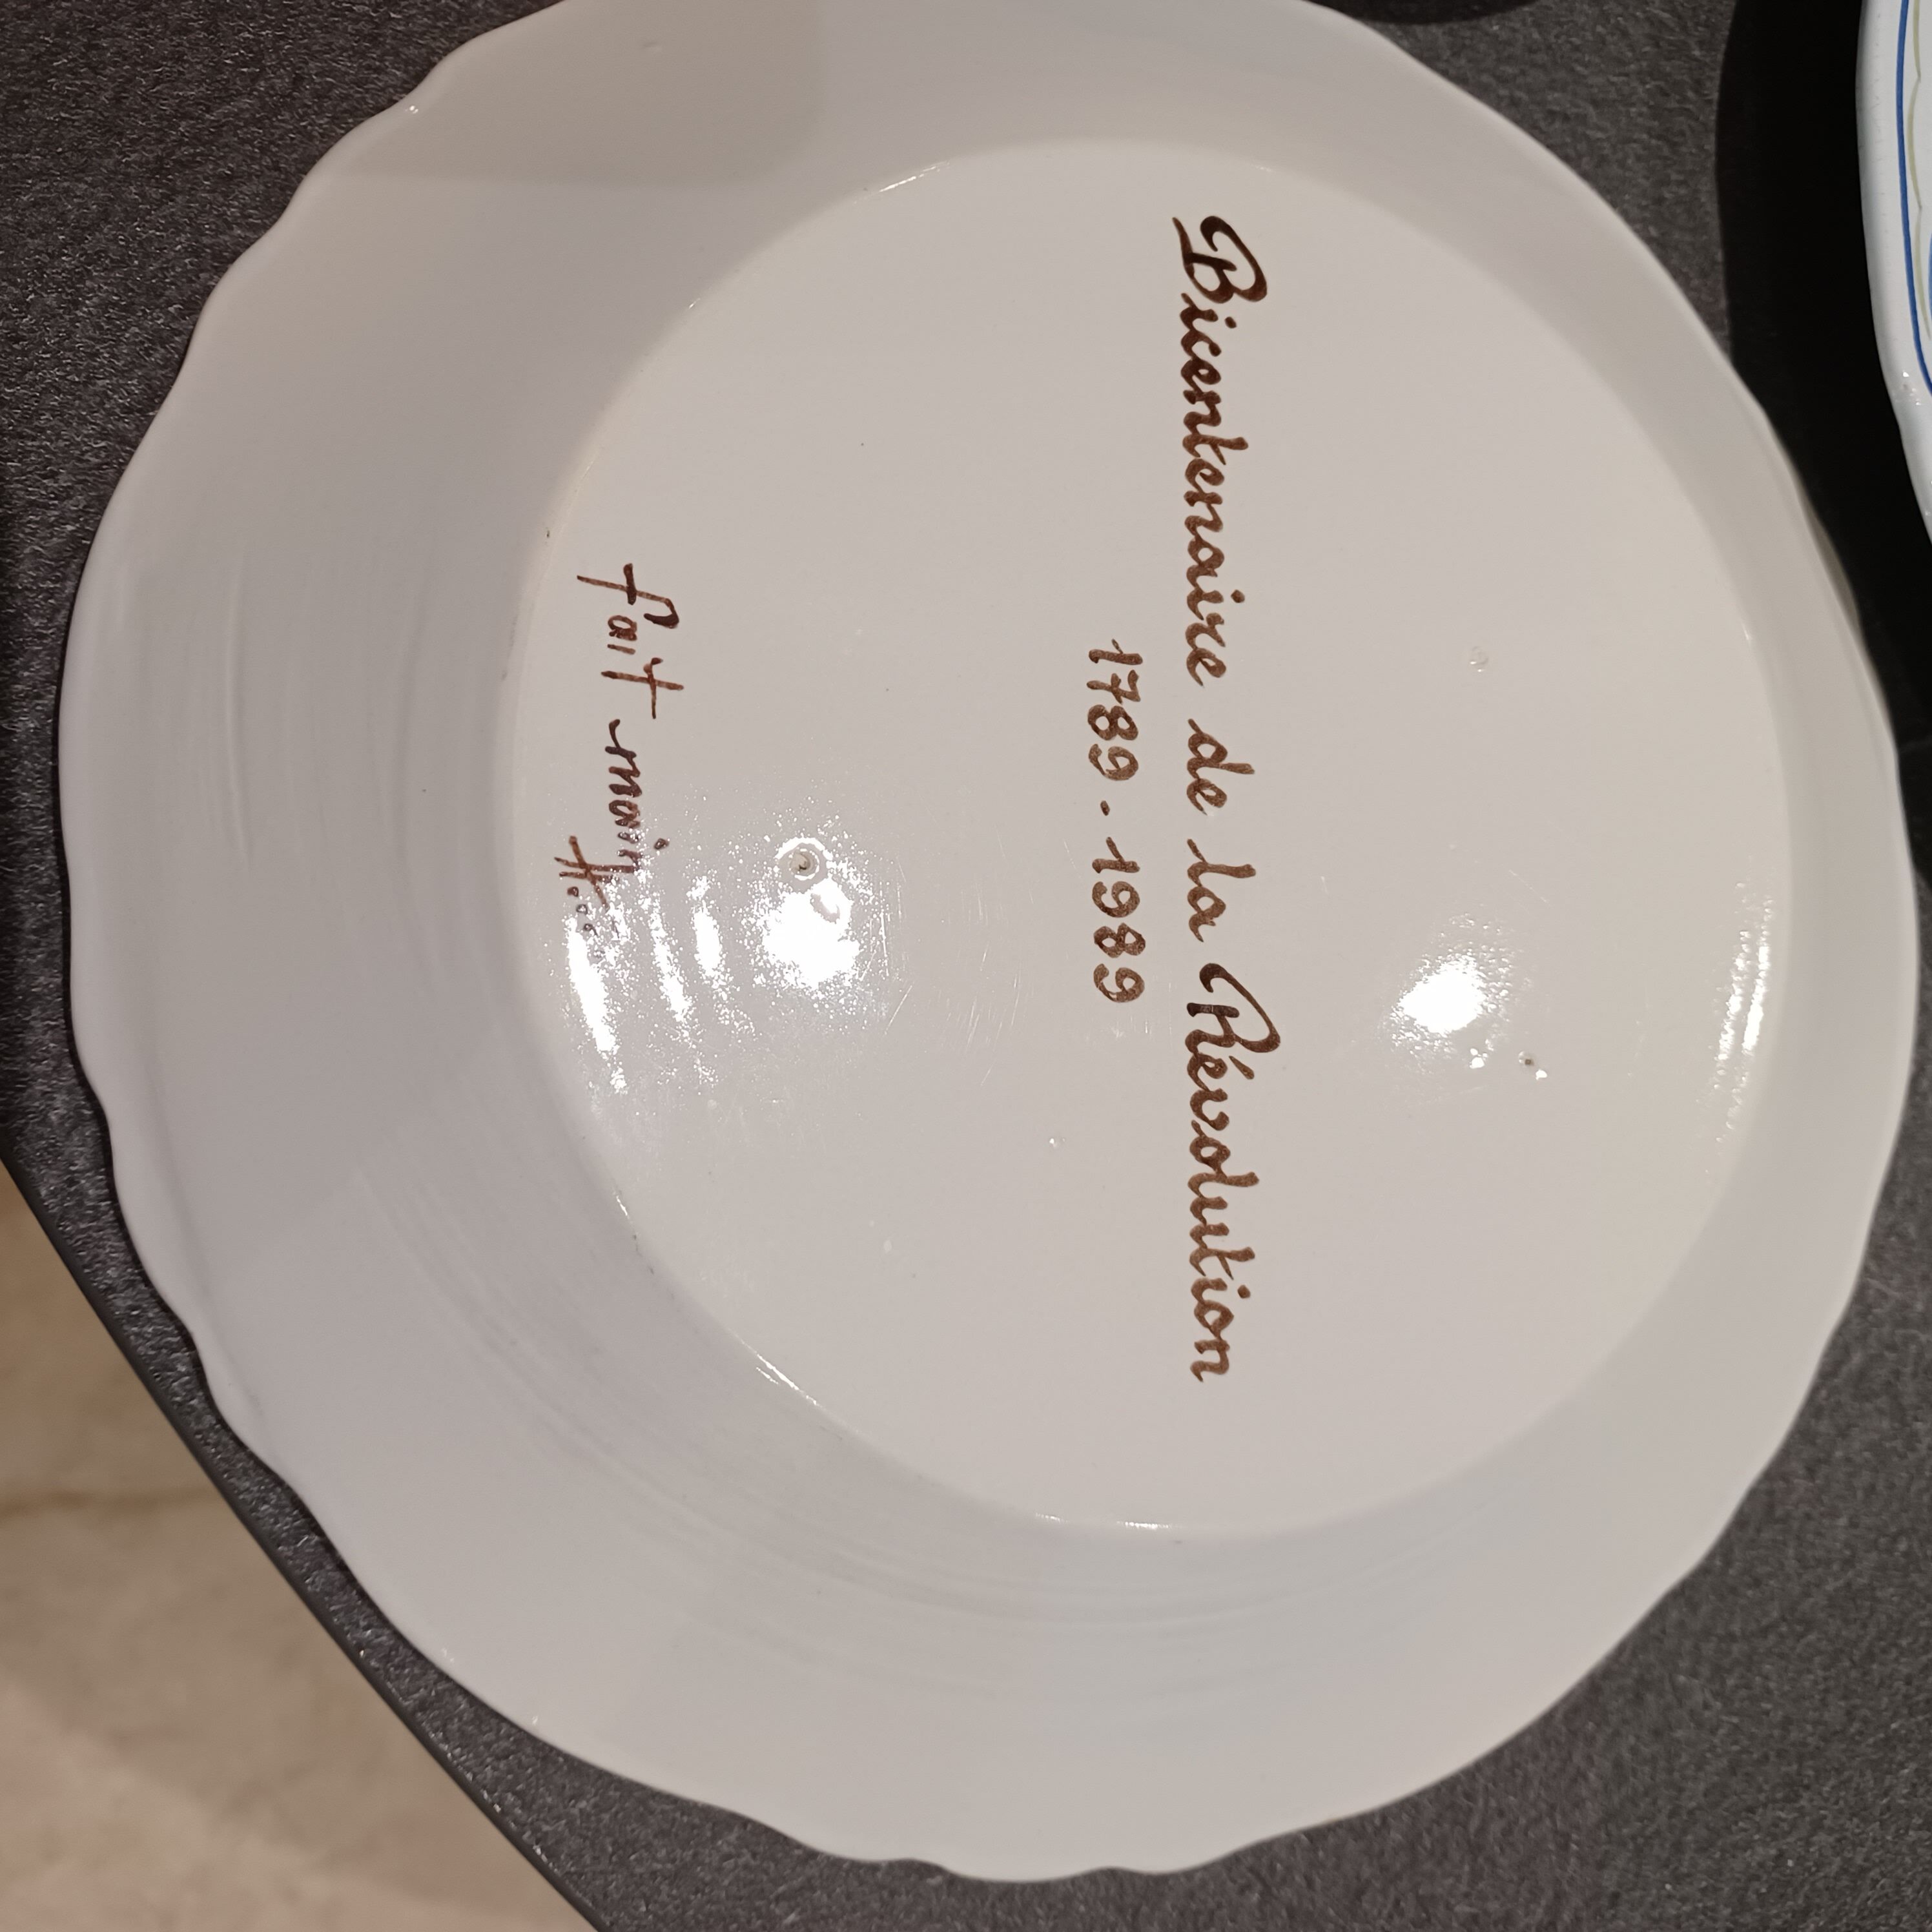 Bicentenaire de la Révolution
1789.1989
fait main